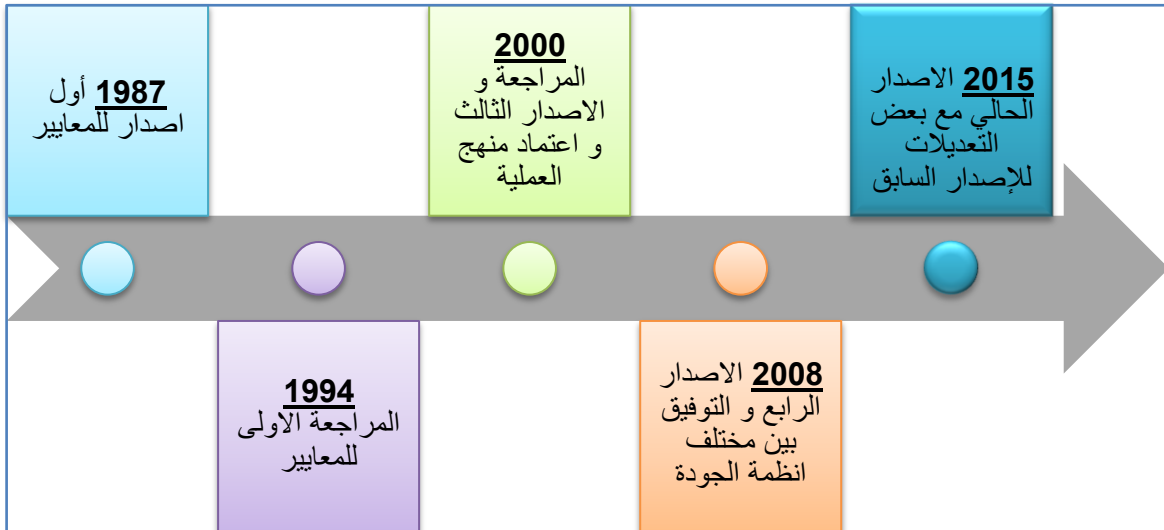 1987 أول
اصدار للمعايير
1994
المراجعة الاولى
للمعايير
2000
المراجعة و
الاصدار الثالث
و اعتماد منهج
العملية
2008 الاصدار
الرابع و التوفيق
بين مختلف
انظمة الجودة
2015 الاصدار
الحالي مع بعض
التعديلات
للإصدار السابق